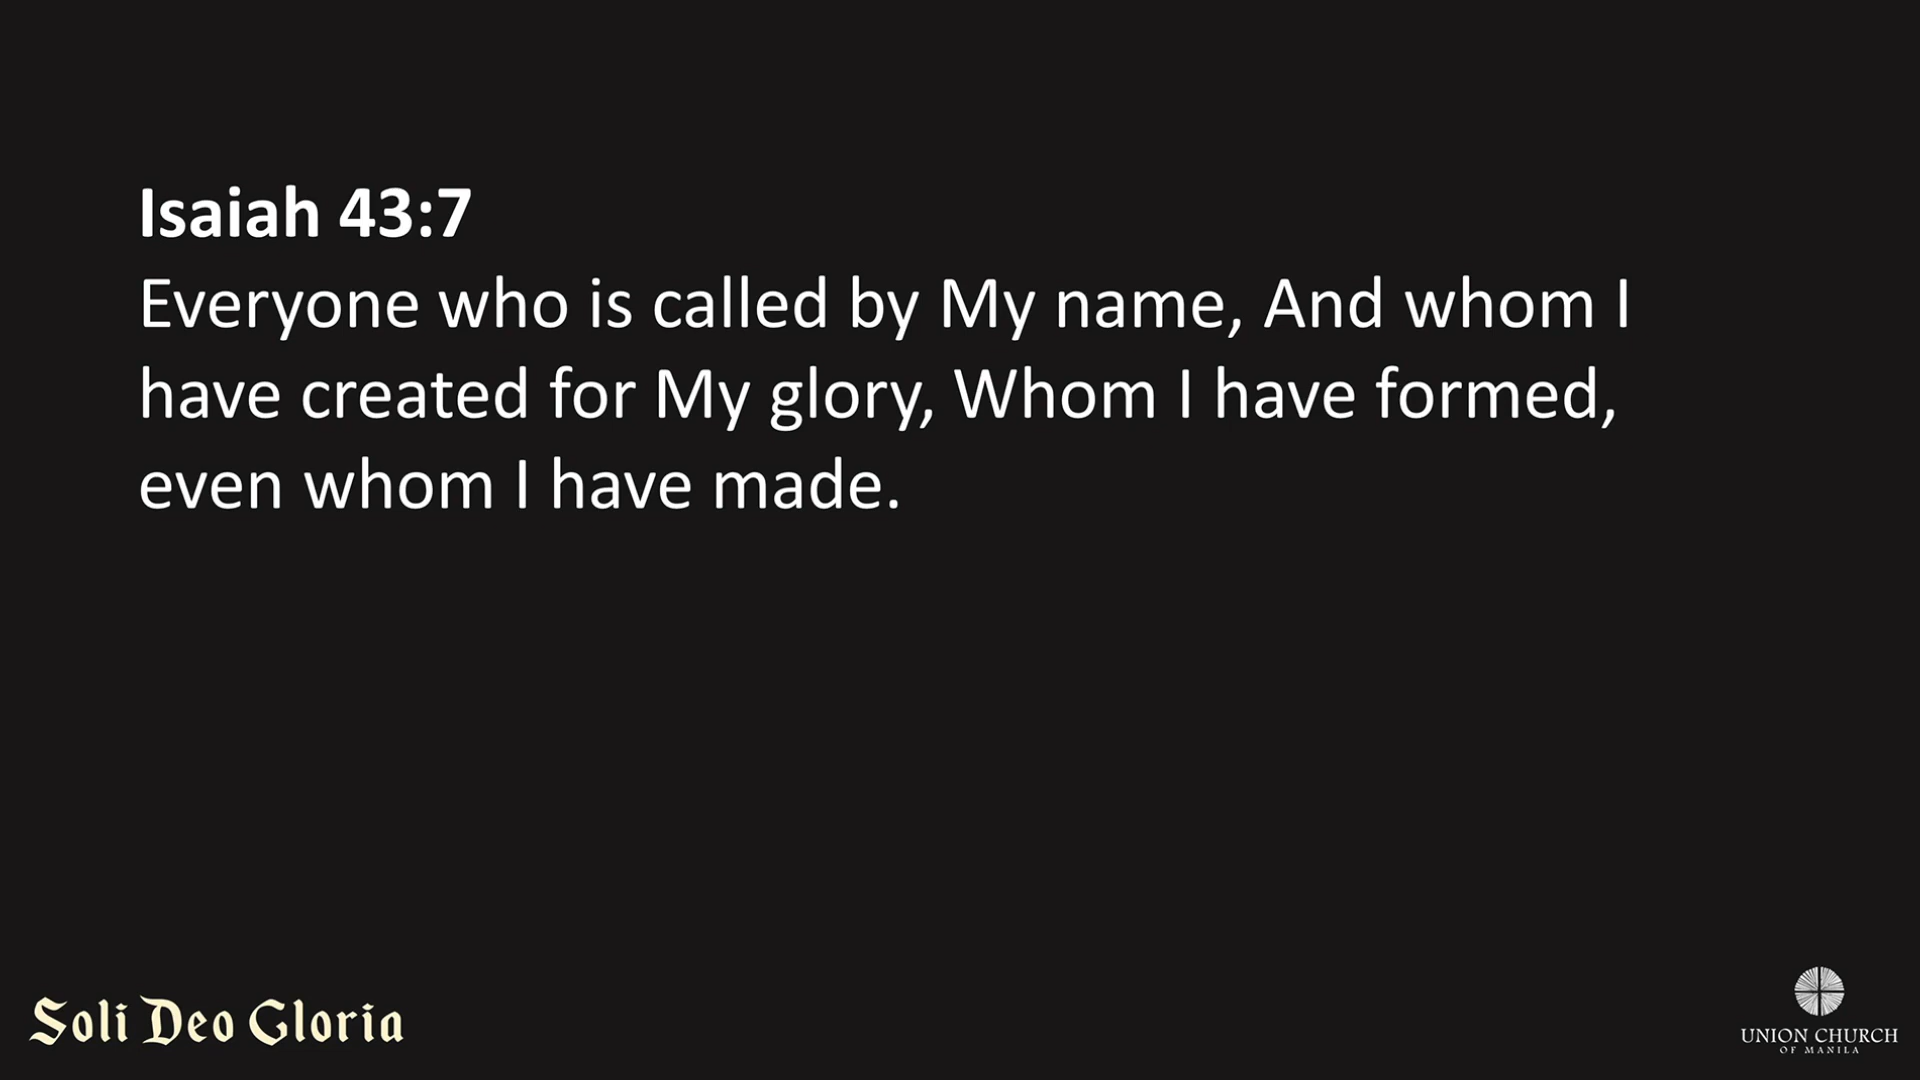 Isaiah 43:7
Everyone who is called by My name, And whom I
have created for My glory, Whom I have formed,
even whom I have made.
Soli Deo Gloria
UNION CHURCH
OF MANILA